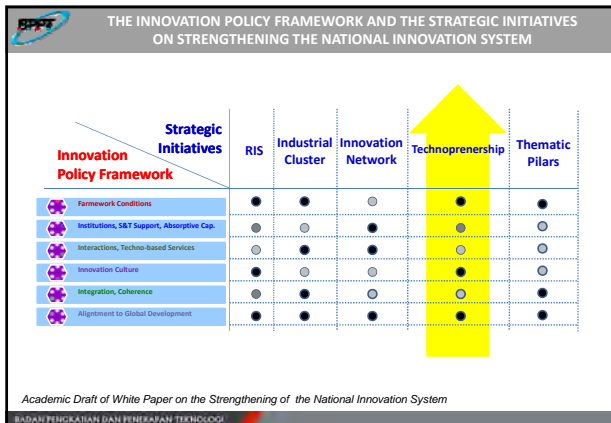 BPPT
THE INNOVATION POLICY FRAMEWORK AND THE STRATEGIC INITIATIVES
ON STRENGTHENING THE NATIONAL INNOVATION SYSTEM
Strategic
Initiatives
Innovation
Policy Framework
RIS
Industrial
Cluster
Innovation
Network
Technoprenership
Thematic
Pilars
Farmework Conditions
Institutions, S&T Support, Absorptive Cap.
Interactions, Techno-based Services
Innovation Culture
Integration, Coherence
Alightment to Global Development
Academic Draft of White Paper on the Strengthening of the National Innovation System
BADAN PENGKAJIAN DAN PENERAPAN TEKNOLOGI